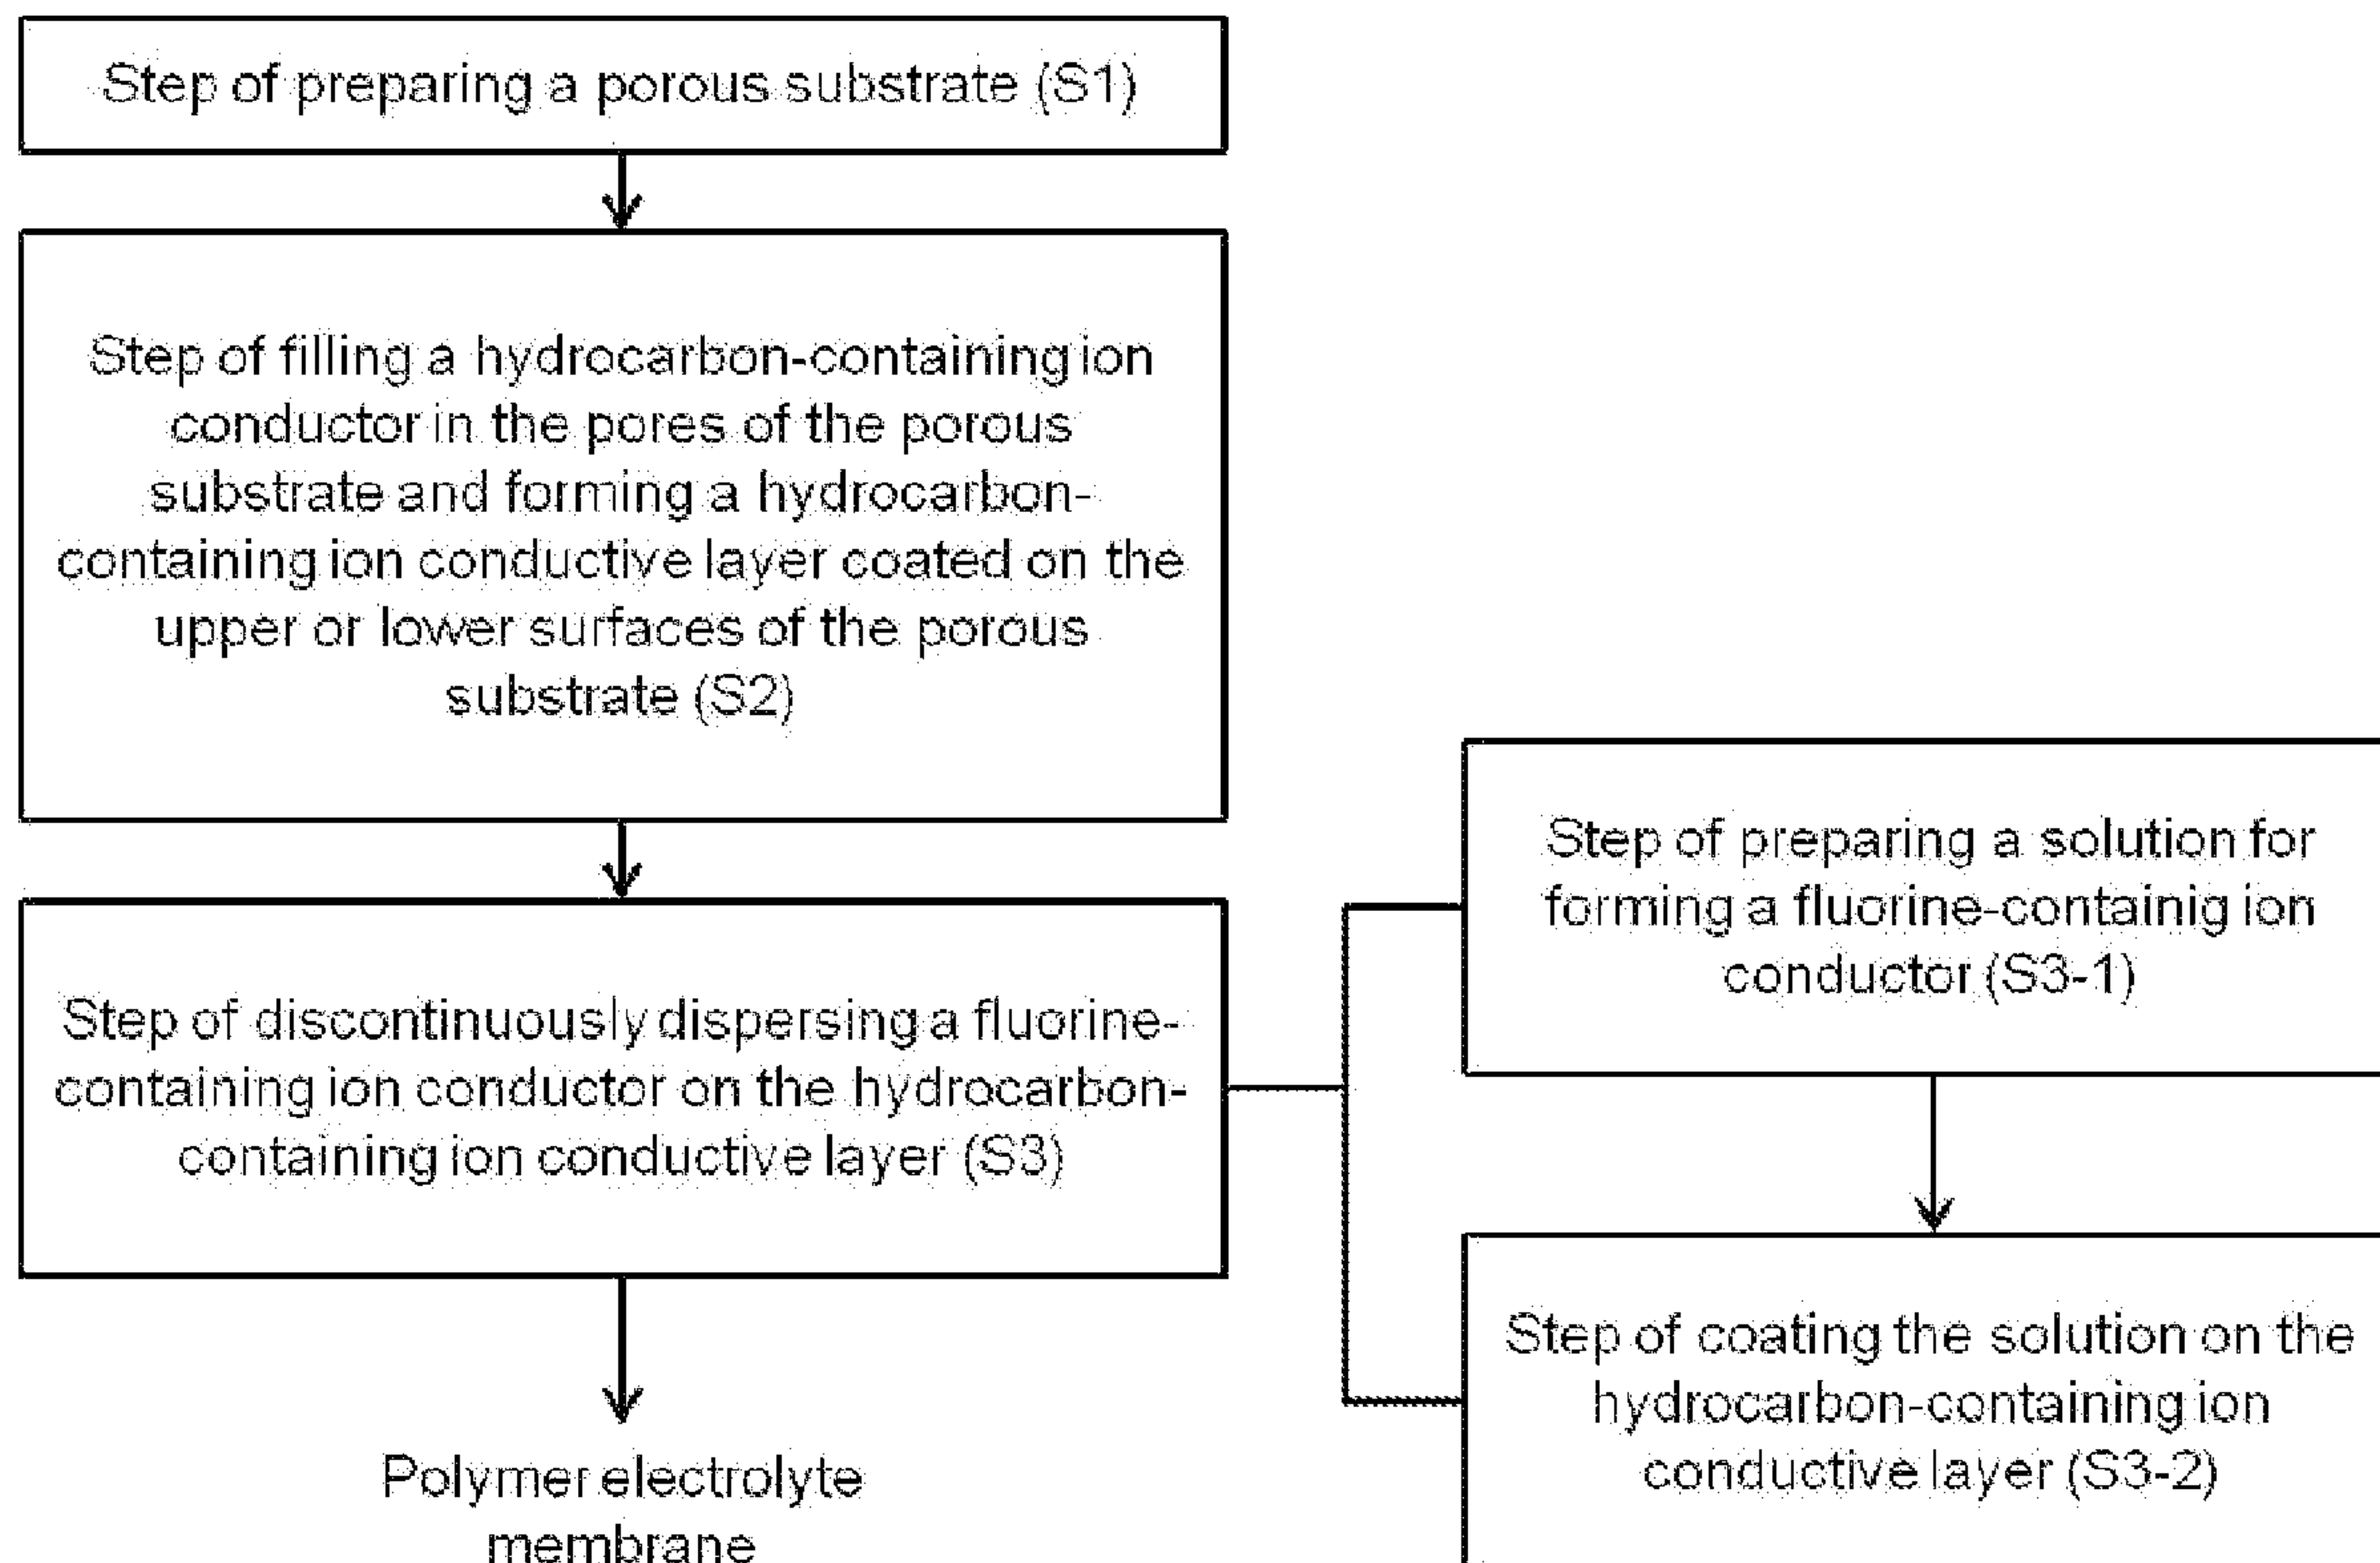 Step of preparing a porous substrate (S1)
Step of filling a hydrocarbon-containing ion
conductor in the pores of the porous
substrate and forming a hydrocarbon-
containing ion conductive layer coated on the
upper or lower surfaces of the porous
substrate (S2)
Step of discontinuously dispersing a fluorine-
containing ion conductor on the hydrocarbon-
containing ion conductive layer (S3)
Polymer electrolyte
membrane
Step of preparing a solution for
forming a fluorine-containig ion
conductor (S3-1)
Step of coating the solution on the
hydrocarbon-containing ion
conductive layer (S3-2)